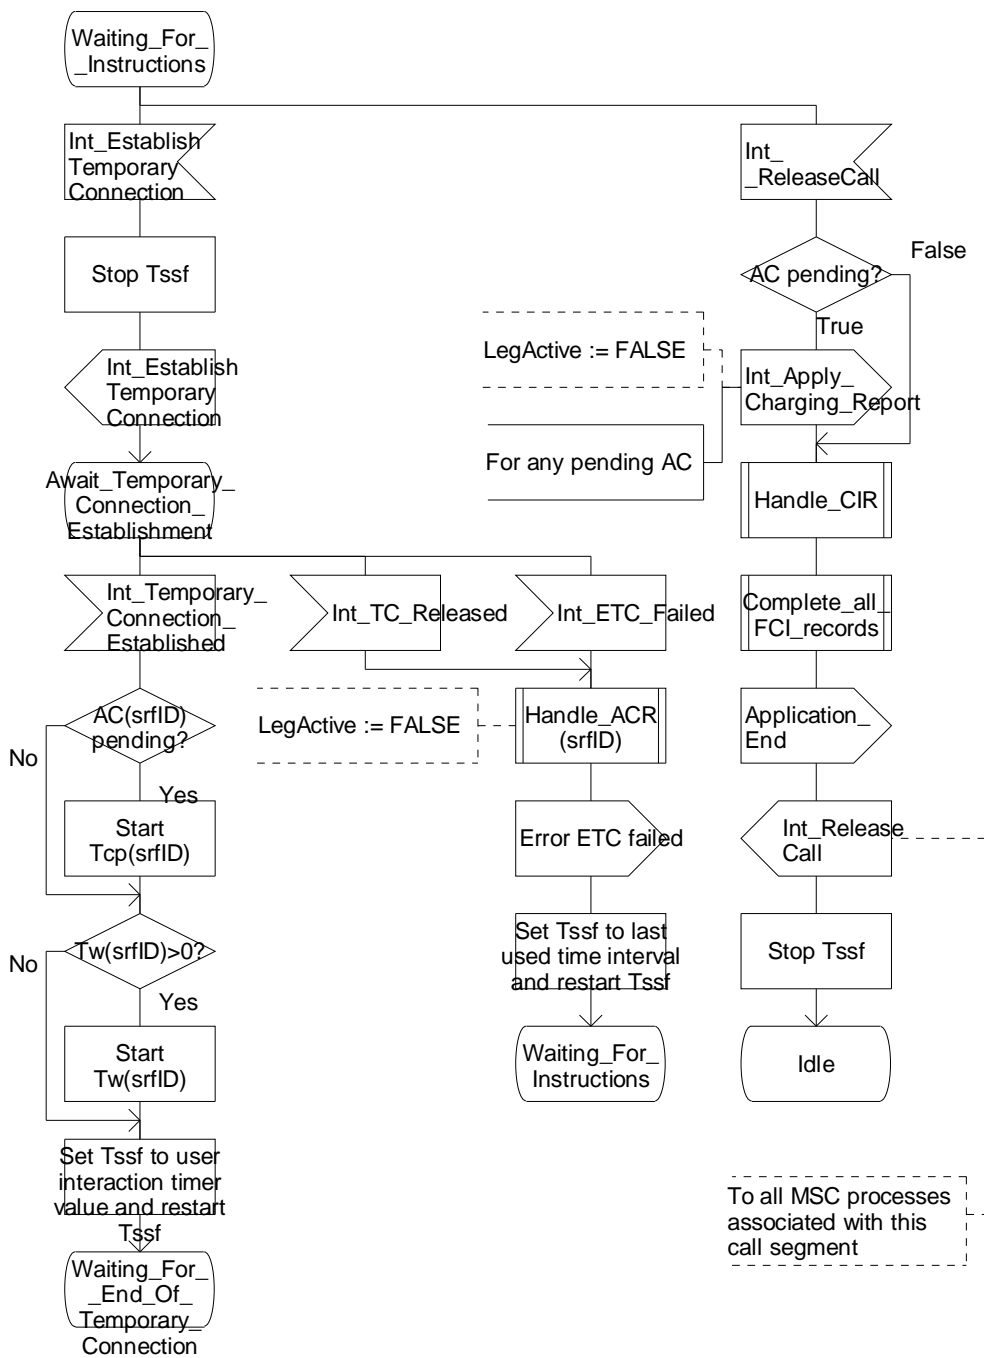 Waiting_For_
_Instructions
Int_Establish
Temporary
Connection
Stop Tssf
Int_Establish
Temporary
Connection
Await_Temporary_
Connection_
Establishment
Int_Temporary_
Connection_
Established
AC(srfID)
pending?
No
Yes
Start
Tcp(srfID)
Tw(srfID)>0?
No
Yes
Start
Tw(srfID)
Set Tssf to user
interaction timer
value and restart
Tssf
Waiting_For_
_End_Of_
Temporary_
Connection
Int_TC_Released
Int_ETC_Failed
LegActive := FALSE
Handle_ACR
(srfID)
Error ETC failed
Set Tssf to last
used time interval
and restart Tssf
Waiting_For_
Instructions
Int_
_ReleaseCall
AC pending?
False
True
LegActive := FALSE
Int_Apply_
Charging_Report
For any pending AC
Handle_CIR
Complete_all_
FCI_records
Application_
End
Int_Release
Call
Stop Tssf
Idle
To all MSC processes
associated with this
call segment